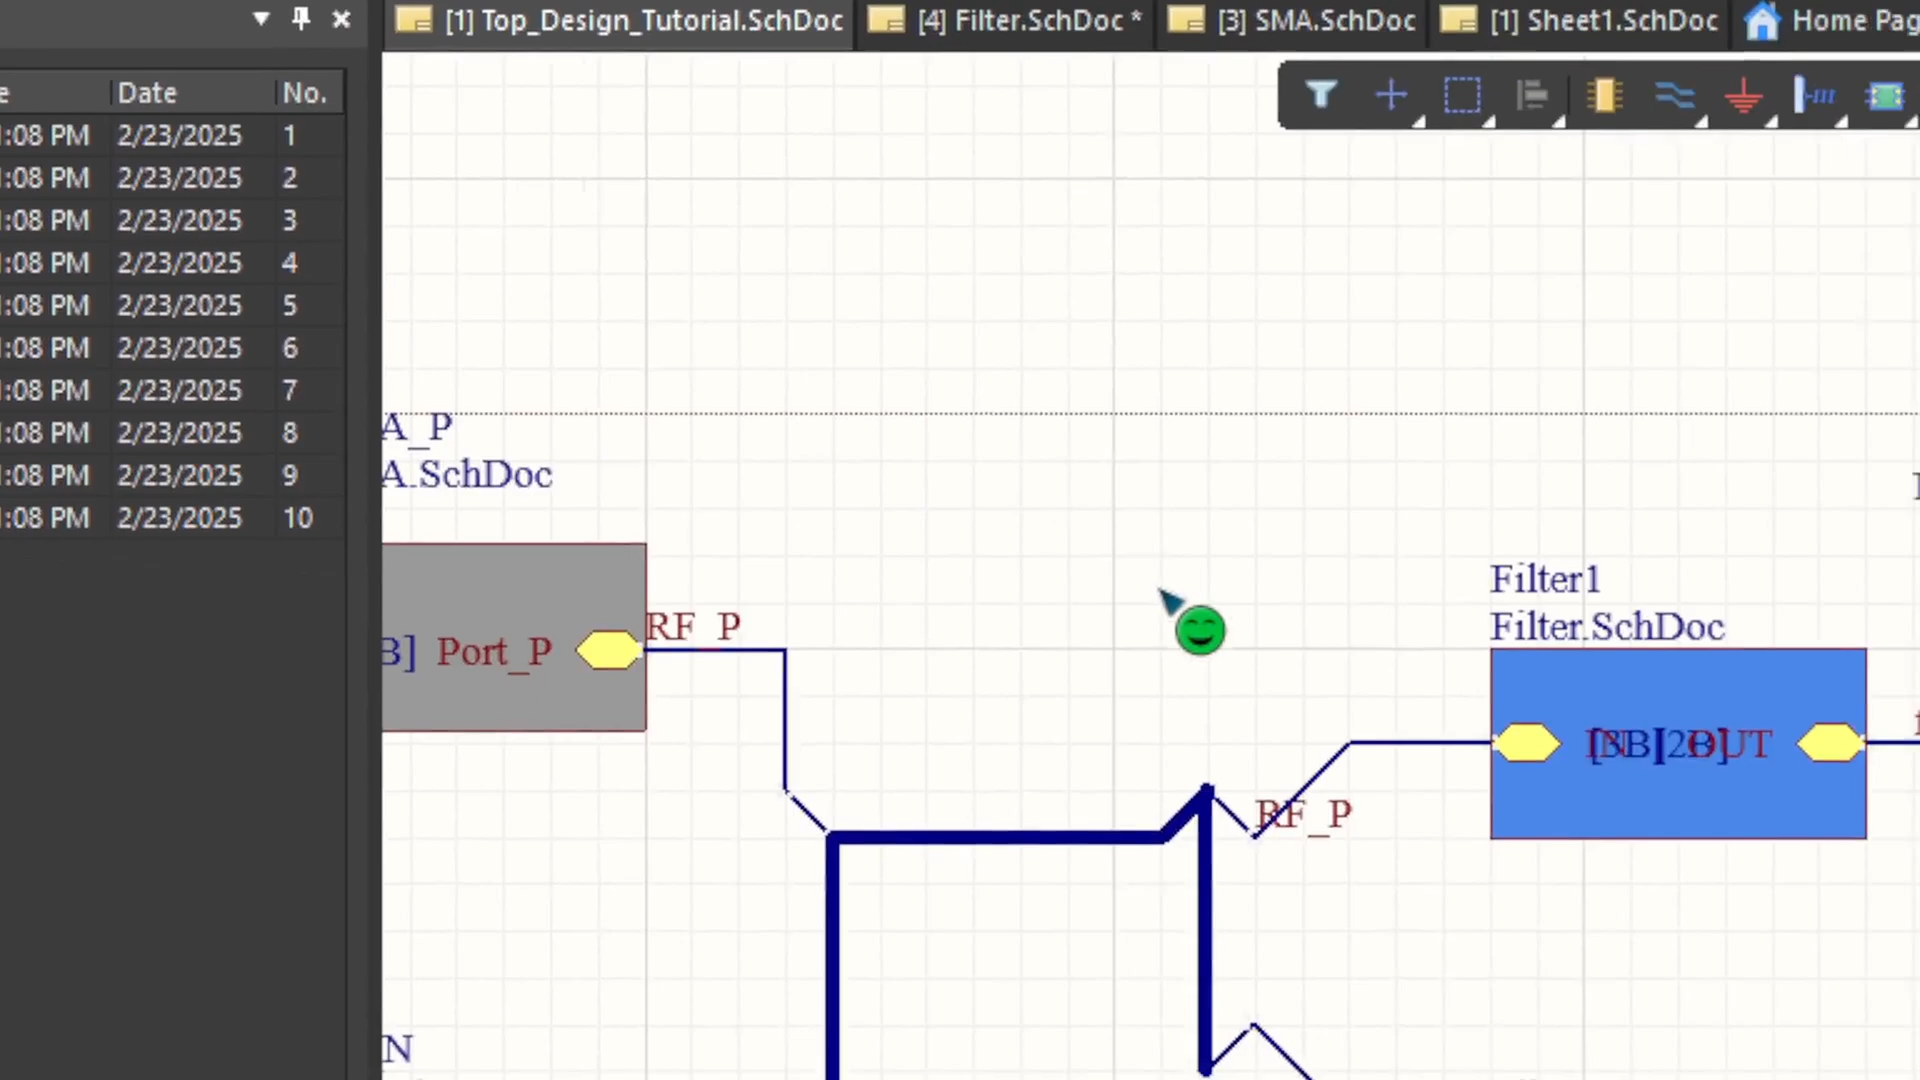 [1] Top_Design_Tutorial.SchDoc
[4] Filter.SchDoc *
[3] SMA.SchDoc
[1] Sheet1.SchDoc
Home Pag
e Date No.
:08 PM 2/23/2025 1
:08 PM 2/23/2025 2
:08 PM 2/23/2025 3
:08 PM 2/23/2025 4
:08 PM 2/23/2025 5
:08 PM 2/23/2025 6
:08 PM 2/23/2025 7
:08 PM 2/23/2025 8
:08 PM 2/23/2025 9
:08 PM 2/23/2025 10
A_P
A.SchDoc
B] Port_P
RF_P
Filter1
Filter.SchDoc
RF_P
N